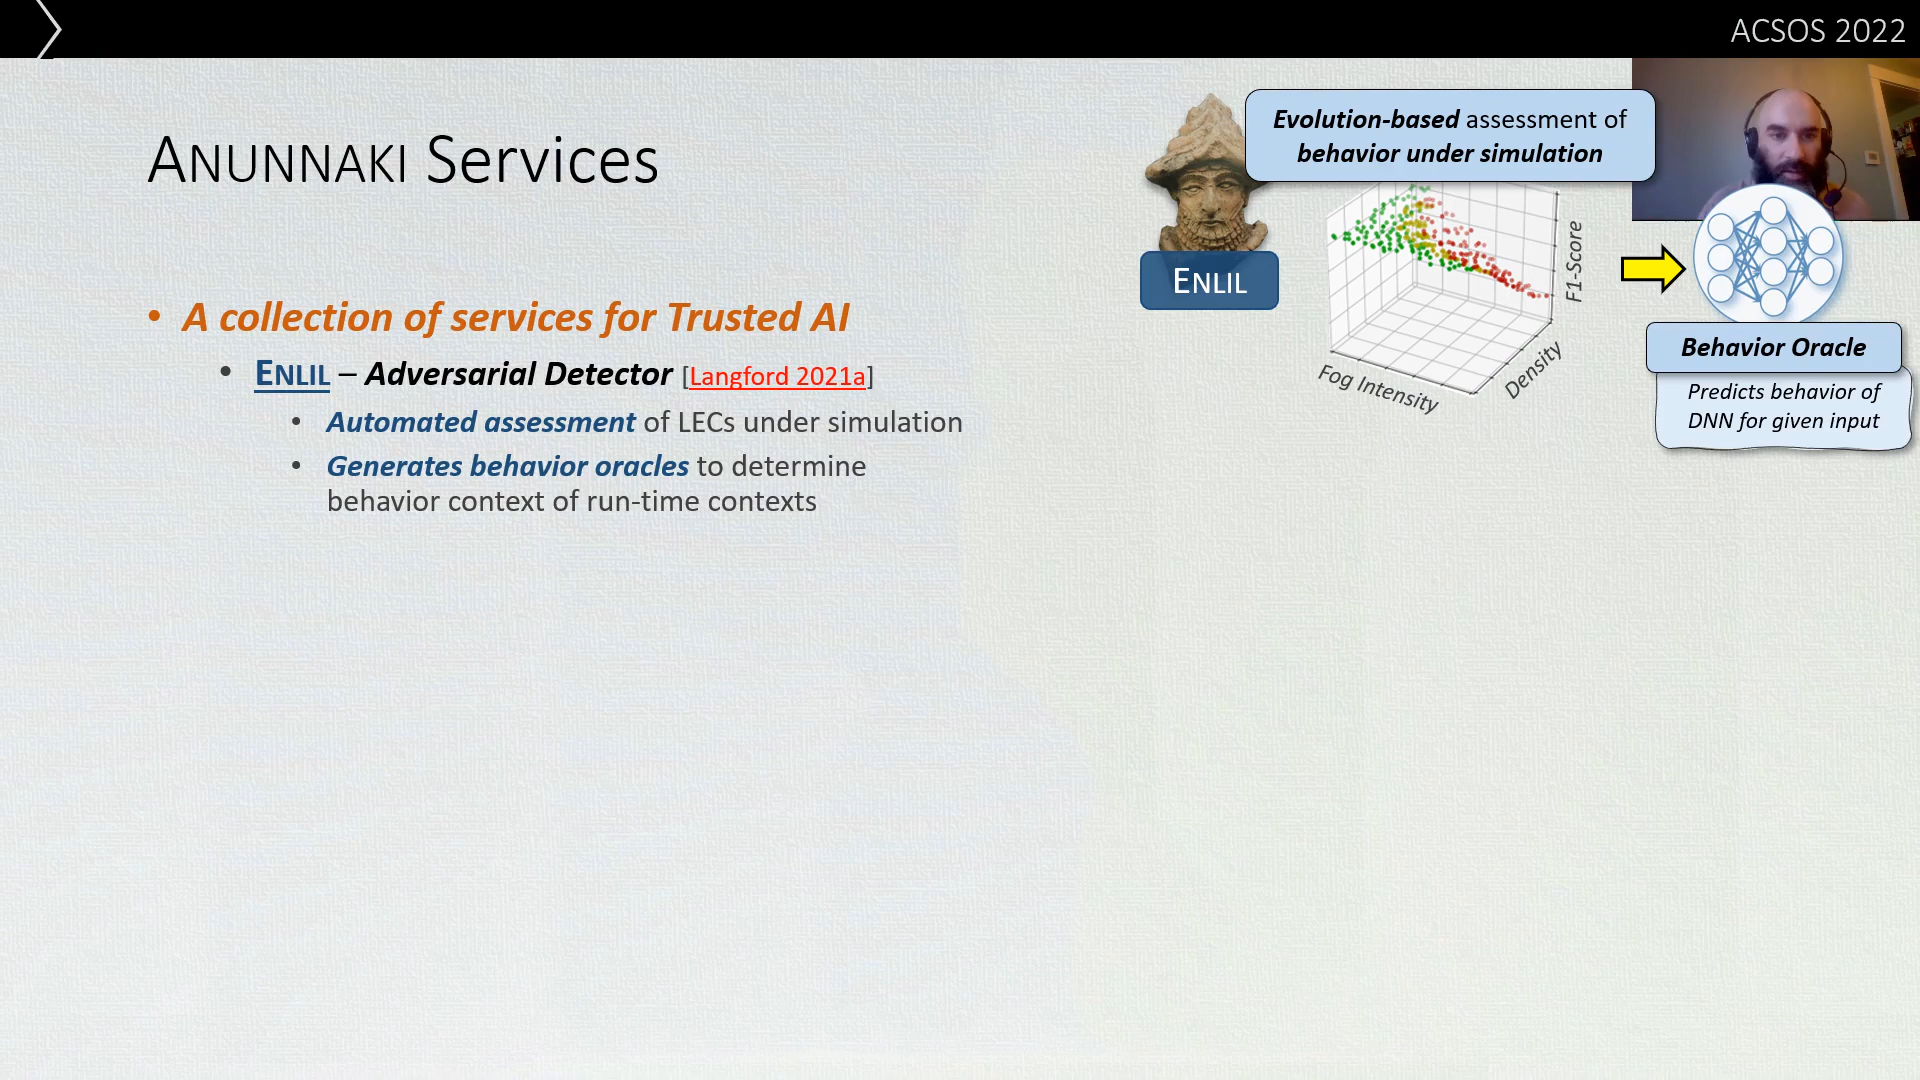 ACSOS 2022
ANUNNAKI Services
• A collection of services for Trusted AI
• ENLIL – Adversarial Detector [Langford 2021a]
• Automated assessment of LECs under simulation
• Generates behavior oracles to determine
behavior context of run-time contexts
Evolution-based assessment of
behavior under simulation
ENLIL
F1-Score
Density
Fog Intensity
Behavior Oracle
Predicts behavior of
DNN for given input